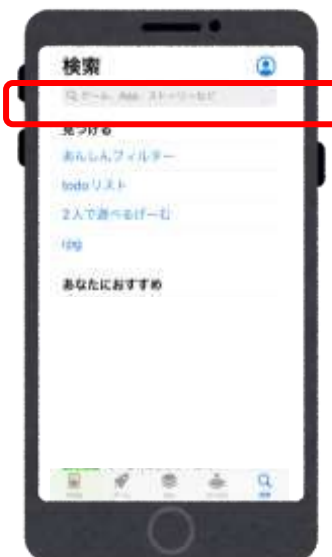 検索
ゲーム、App、ストーリーなど
見つける
あんしんフィルター
todoリスト
2人で遊べるげーむ
rpg
あなたにおすすめ